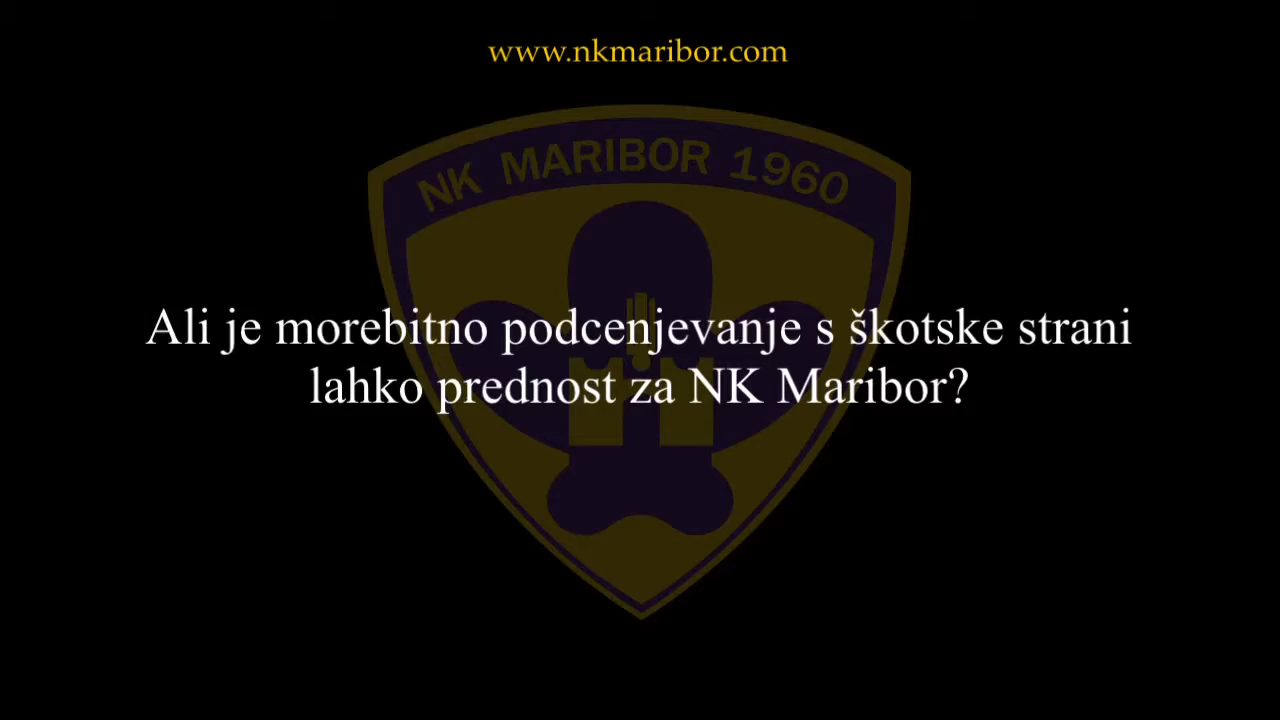 www.nkmaribor.com
NK MARIBOR 1960
Ali je morebitno podcenjevanje s škotske strani
lahko prednost za NK Maribor?